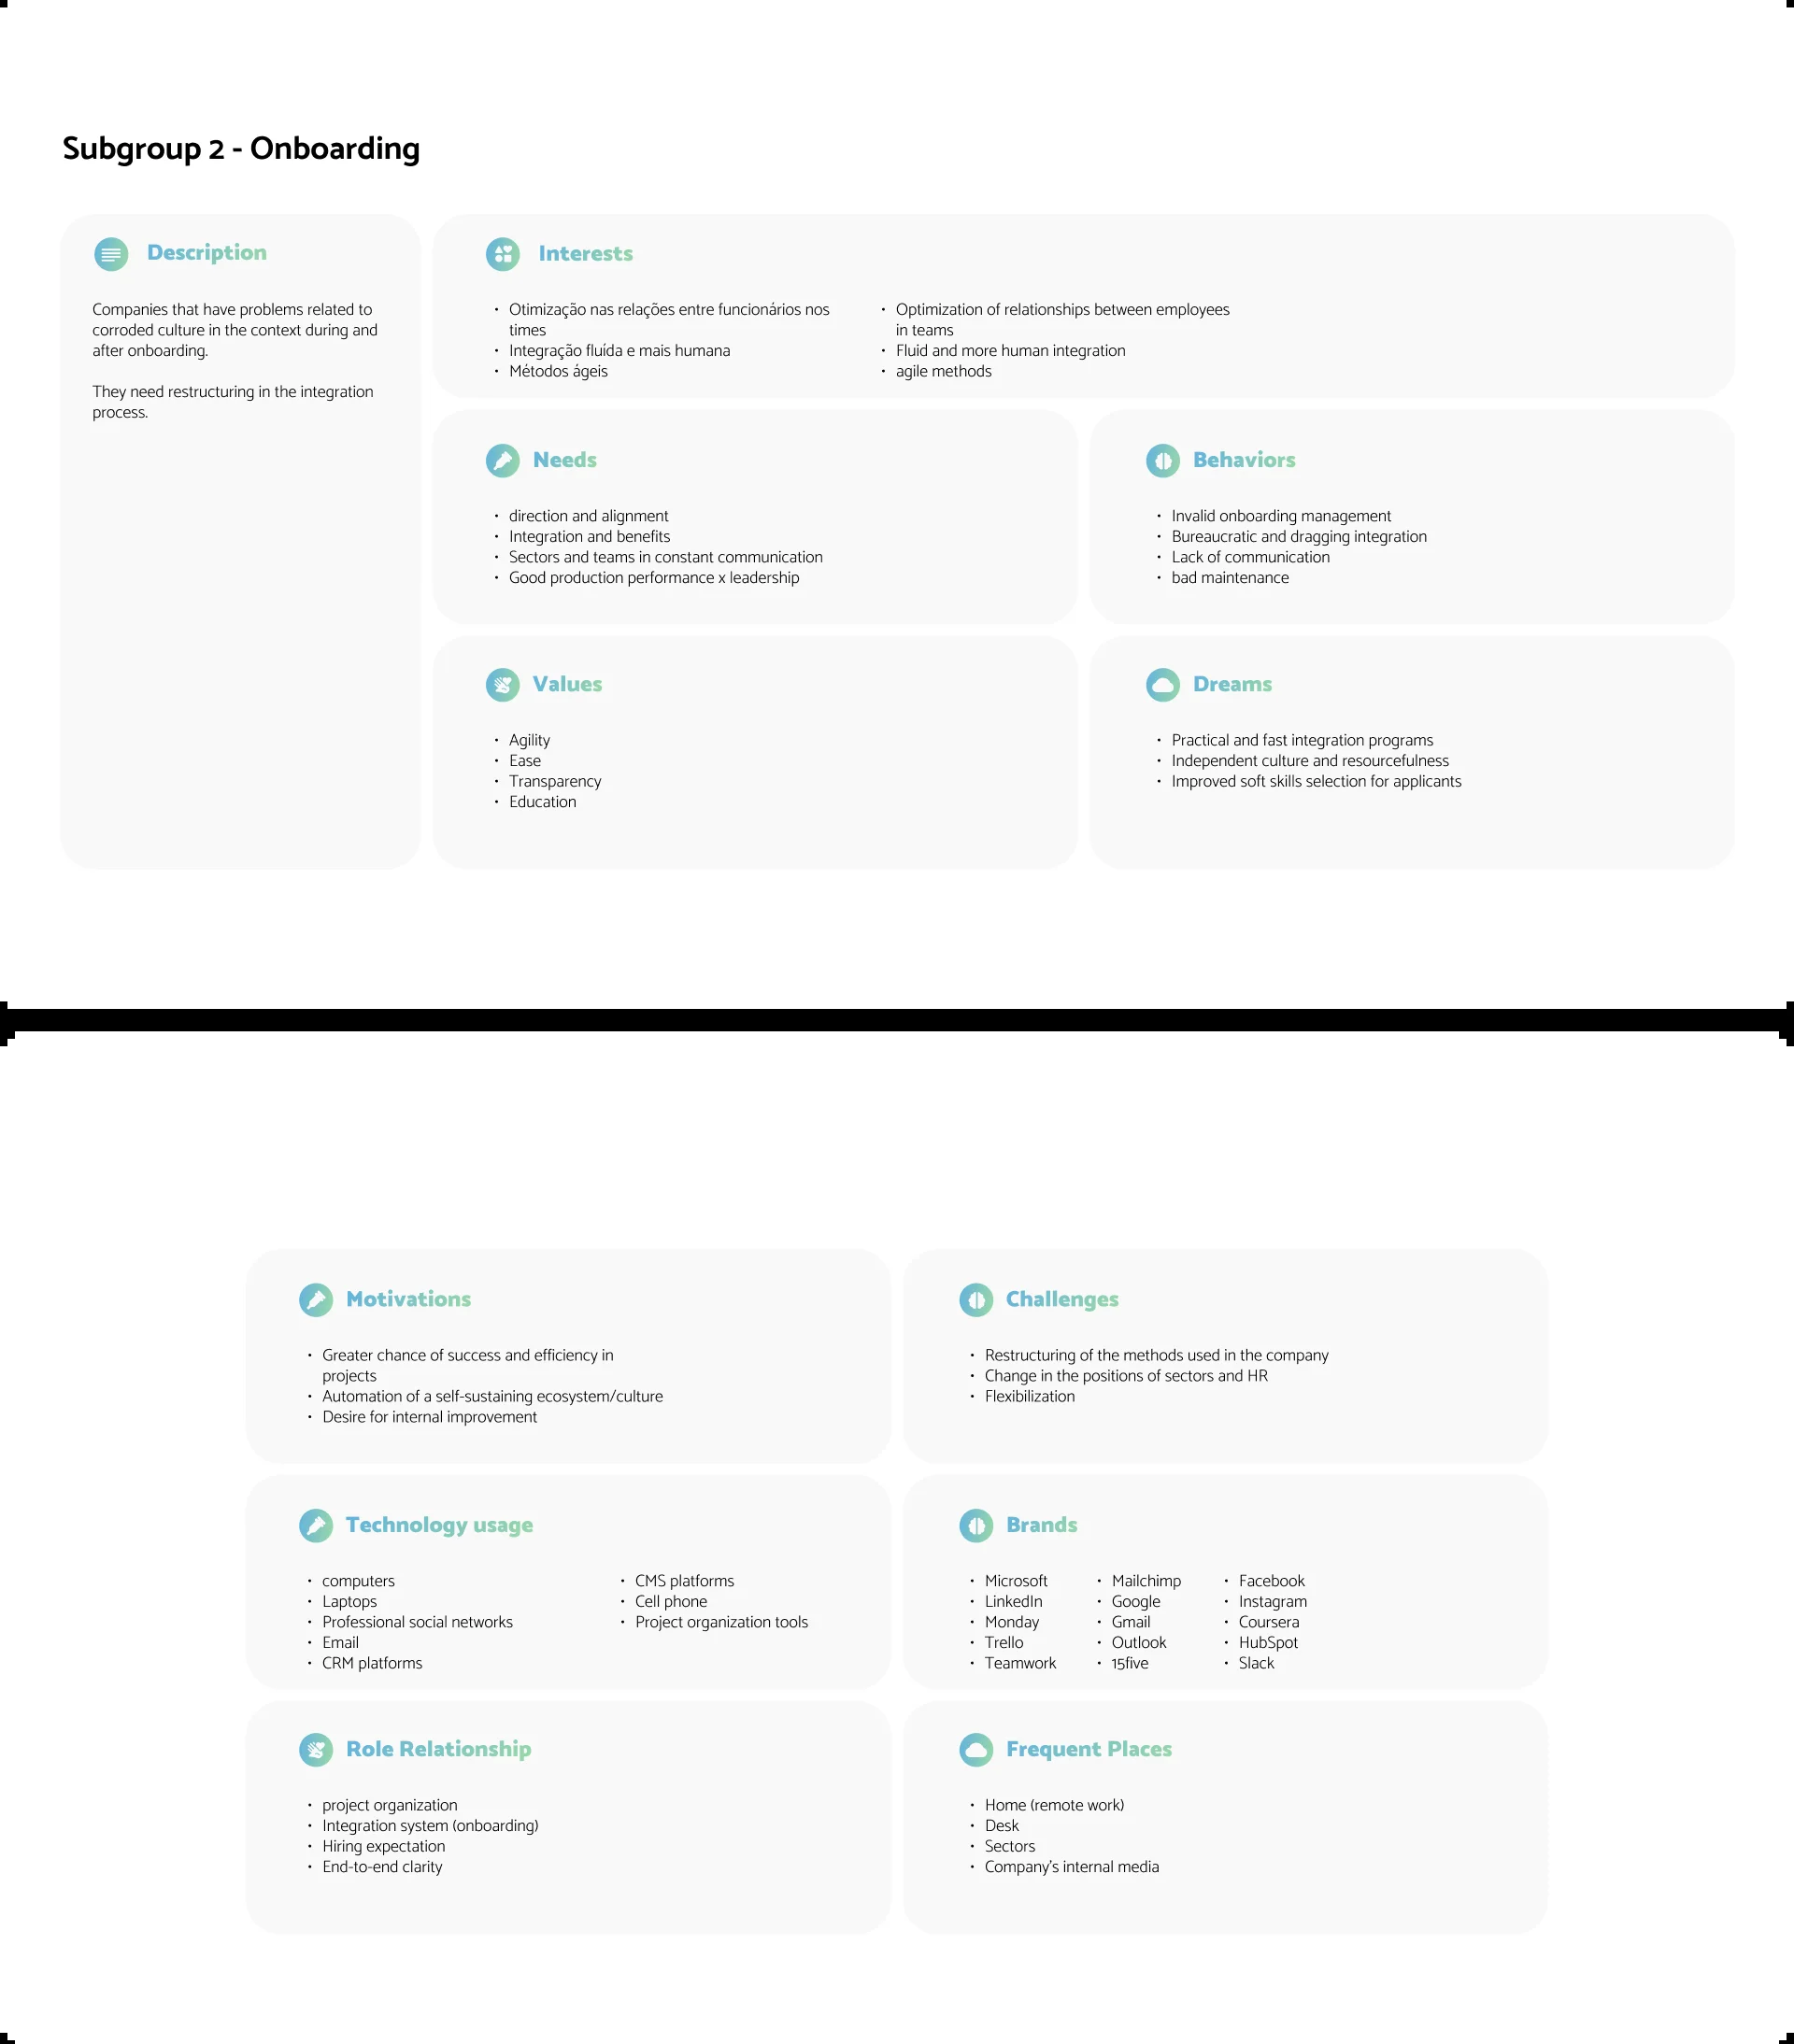 Subgroup 2 - Onboarding
Description
Companies that have problems related to
corroded culture in the context during and
after onboarding.
They need restructuring in the integration
process.
Interests
• Otimização nas relações entre funcionários nos
times
• Integração fluída e mais humana
• Métodos ágeis
• Optimization of relationships between employees
in teams
• Fluid and more human integration
• agile methods
Needs
• direction and alignment
• Integration and benefits
• Sectors and teams in constant communication
• Good production performance x leadership
Behaviors
• Invalid onboarding management
• Bureaucratic and dragging integration
• Lack of communication
• bad maintenance
Values
• Agility
• Ease
• Transparency
• Education
Dreams
• Practical and fast integration programs
• Independent culture and resourcefulness
• Improved soft skills selection for applicants
Motivations
• Greater chance of success and efficiency in
projects
• Automation of a self-sustaining ecosystem/culture
• Desire for internal improvement
Challenges
• Restructuring of the methods used in the company
• Change in the positions of sectors and HR
• Flexibilization
Technology usage
• computers
• Laptops
• Professional social networks
• Email
• CRM platforms
• CMS platforms
• Cell phone
• Project organization tools
Brands
• Microsoft
• LinkedIn
• Monday
• Trello
• Teamwork
• Mailchimp
• Google
• Gmail
• Outlook
• 15five
• Facebook
• Instagram
• Coursera
• HubSpot
• Slack
Role Relationship
• project organization
• Integration system (onboarding)
• Hiring expectation
• End-to-end clarity
Frequent Places
• Home (remote work)
• Desk
• Sectors
• Company's internal media